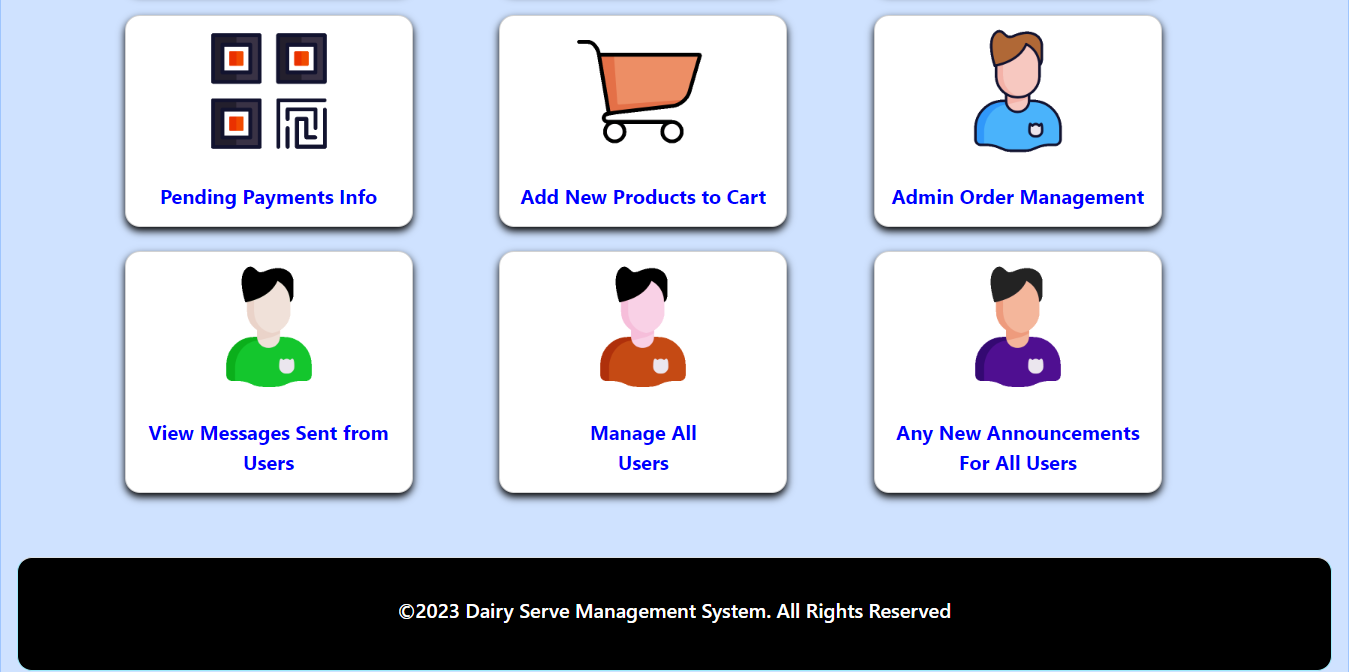 Pending Payments Info
Add New Products to Cart
Admin Order Management
View Messages Sent from
Users
Manage All
Users
Any New Announcements
For All Users
©2023 Dairy Serve Management System. All Rights Reserved